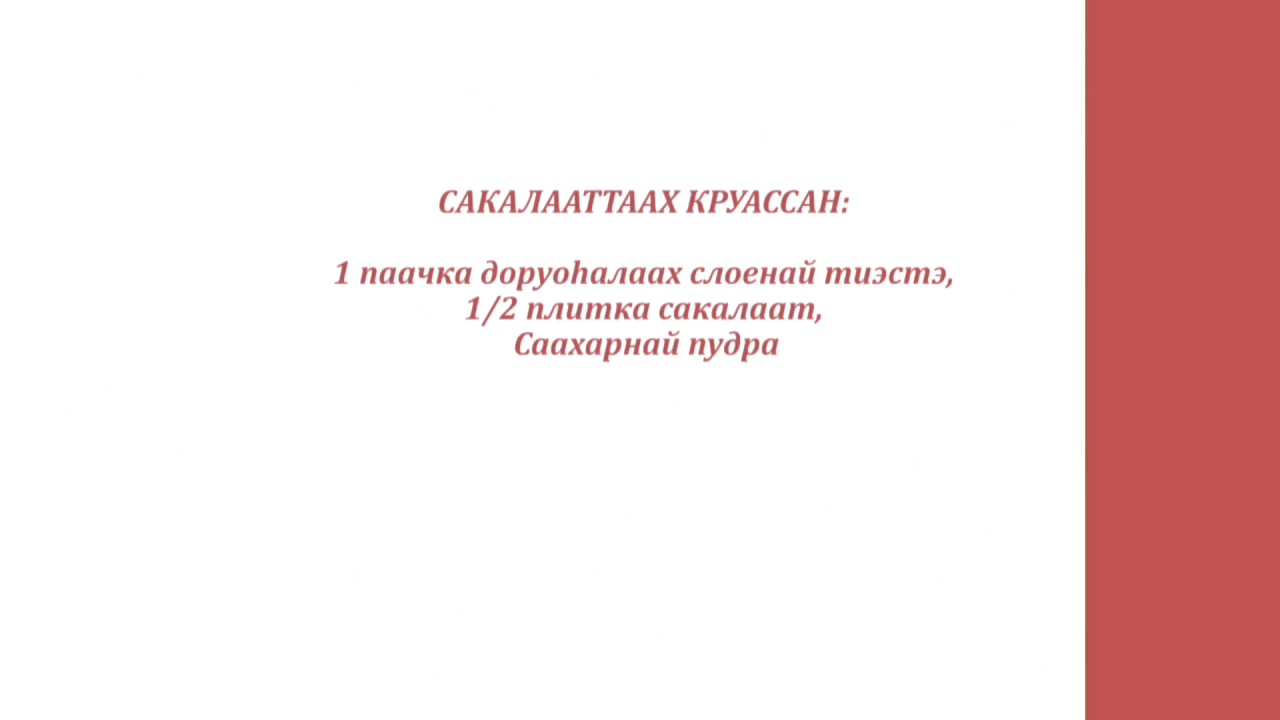 САКАЛААТТААХ КРУАССАН:
1 паачка доруоһалаах слоенай тиэстэ,
1/2 плитка сакалаат,
Саахарнай пудра